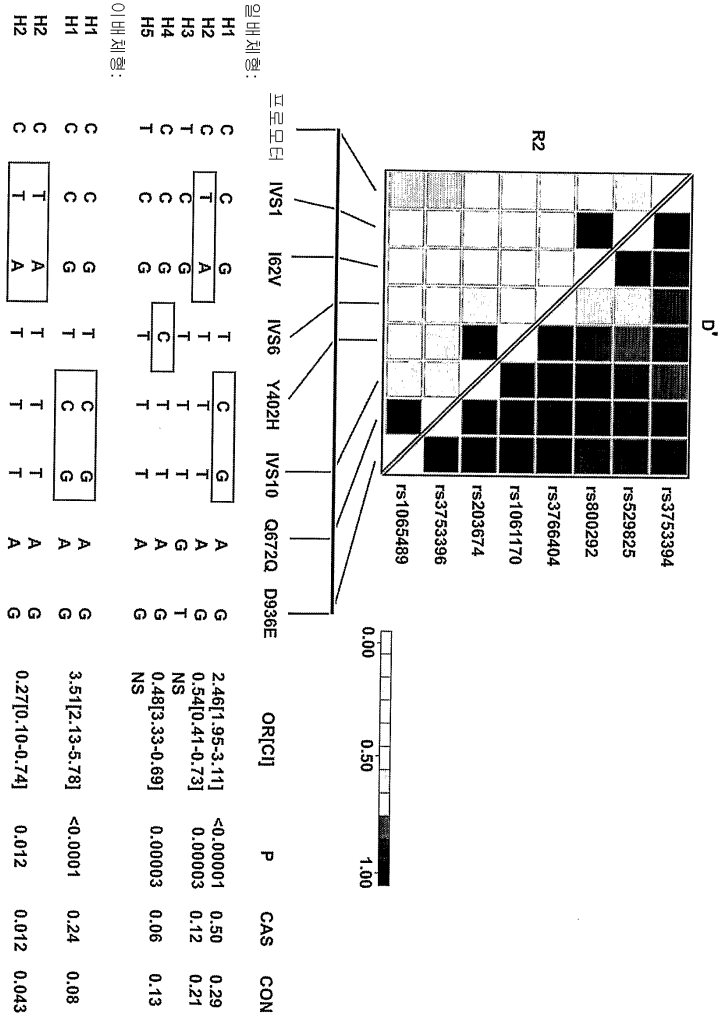 D'
rs3753394
rs529825
rs800292
R2
rs3766404
rs1061170
rs203674
rs3753396
rs1065489
0.00 0.50 1.00
프로모터 IVS1 I62V IVS6 Y402H IVS10 Q672Q D936E OR[CI] P CAS CON
일배체형:
H1 C C G T C G A G 2.46[1.95-3.11] <0.00001 0.50 0.29
H2 C T A T T T A G 0.54[0.41-0.73] 0.00003 0.12 0.21
H3 T C G T T T G T NS
H4 C C G C T T A G 0.48[3.33-0.69] 0.00003 0.06 0.13
H5 T C G T T T A G NS
이배체형:
H1 C C G T C G A G
H1 C C G T C G A G 3.51[2.13-5.78] <0.0001 0.24 0.08
H2 C T A T T T A G
H2 C T A T T T A G 0.27[0.10-0.74] 0.012 0.012 0.043